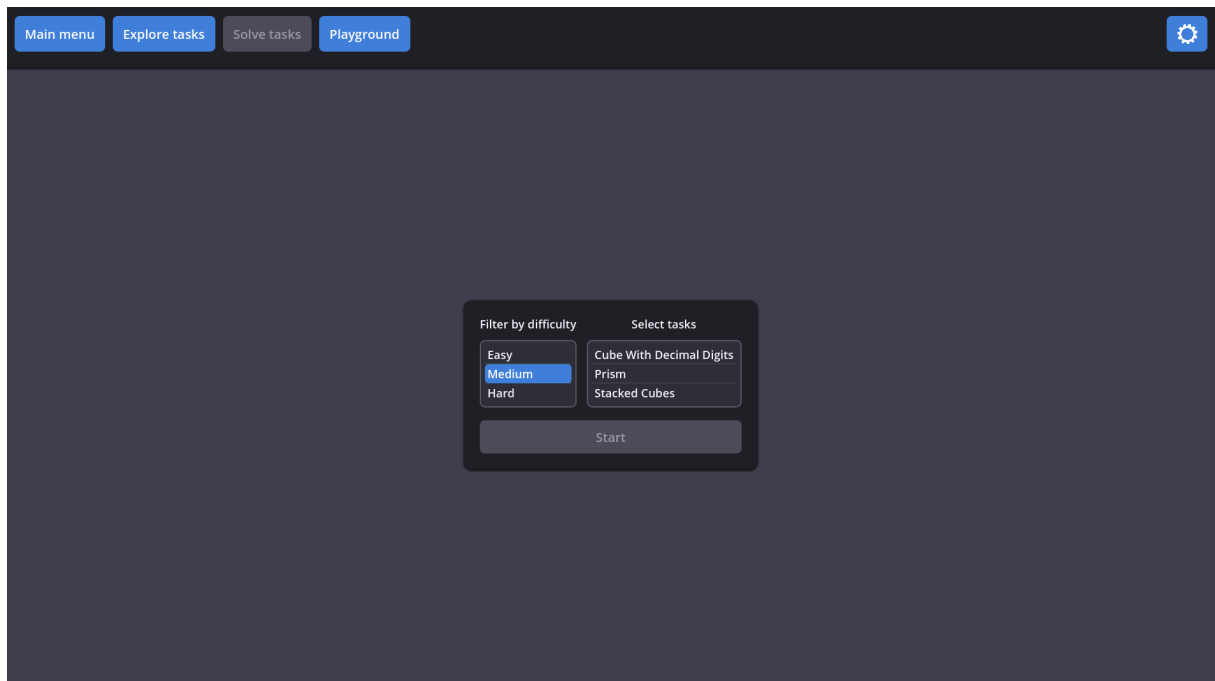 Main menu
Explore tasks
Solve tasks
Playground
Filter by difficulty
Select tasks
Easy
Medium
Hard
Cube With Decimal Digits
Prism
Stacked Cubes
Start